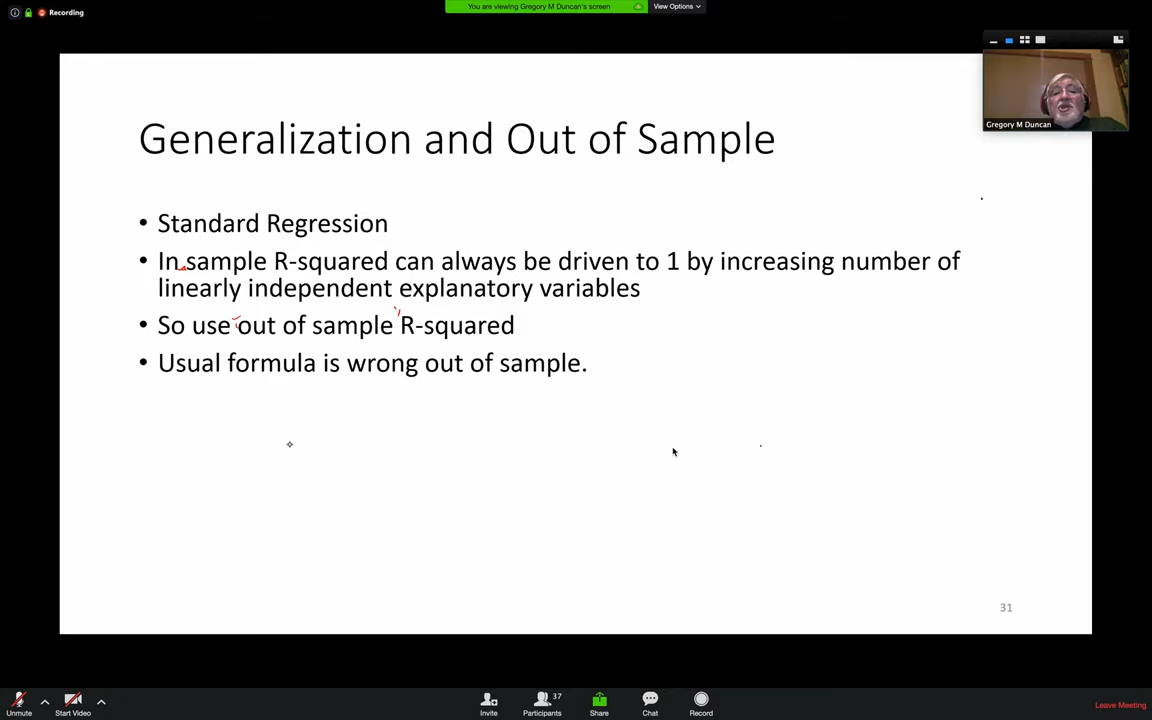 Recording
You are viewing Gregory M Duncan's screen
View Options
Gregory M Duncan
Generalization and Out of Sample
• Standard Regression
• In sample R-squared can always be driven to 1 by increasing number of
linearly independent explanatory variables
• So use out of sample R-squared
• Usual formula is wrong out of sample.
31
Unmute
Start Video
Invite
Participants
37
Share
Chat
Record
Leave Meeting